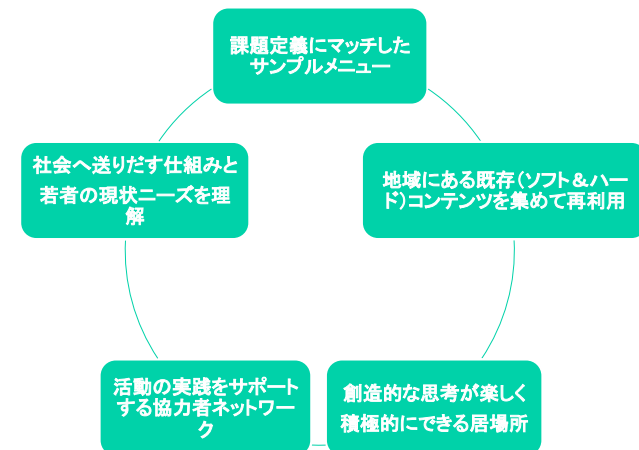 課題定義にマッチした
サンプルメニュー
地域にある既存（ソフト＆ハー
ド）コンテンツを集めて再利用
創造的な思考が楽しく
積極的にできる居場所
活動の実践をサポート
する協力者ネットワー
ク
社会へ送りだす仕組みと
若者の現状ニーズを理
解